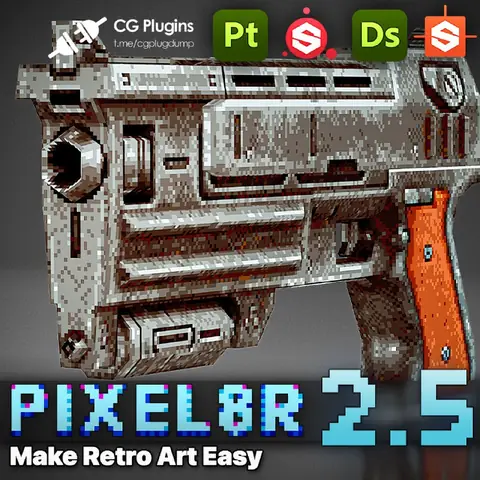 CG Plugins
t.me/cgplugdump
Pt
Ds
PIXEL8R 2.5
Make Retro Art Easy